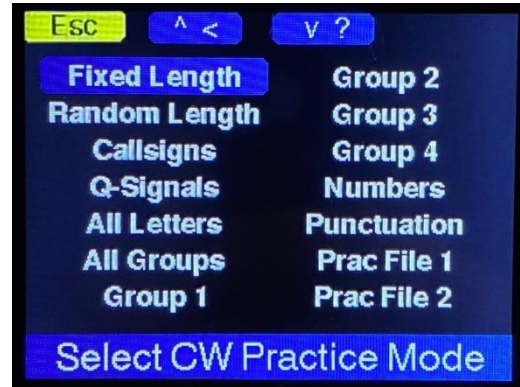 Esc ^ < v ?
Fixed Length
Random Length
Callsigns
Q-Signals
All Letters
All Groups
Group 1
Group 2
Group 3
Group 4
Numbers
Punctuation
Prac File 1
Prac File 2
Select CW Practice Mode